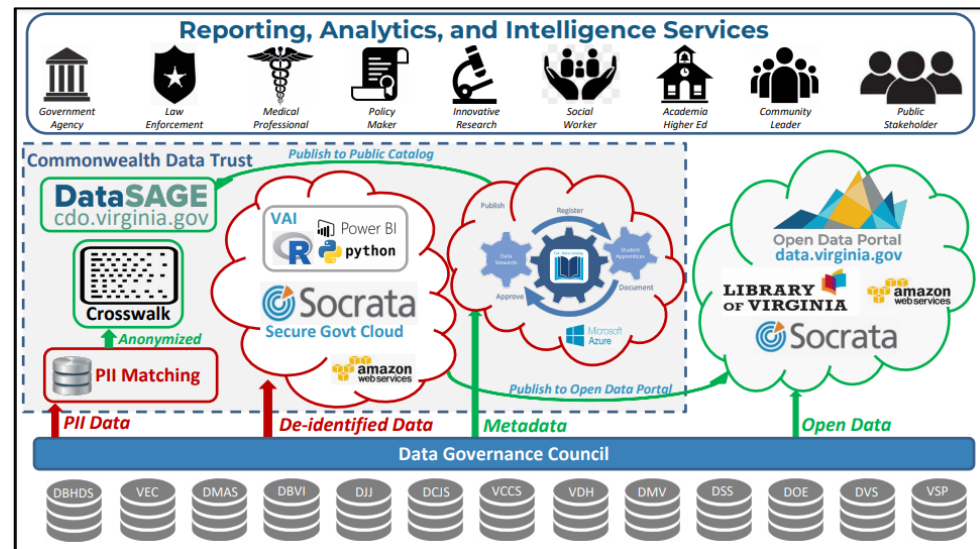 Reporting, Analytics, and Intelligence Services
Government
Agency
Law
Enforcement
Medical
Professional
Policy
Maker
Innovative
Research
Social
Worker
Academia
Higher Ed
Community
Leader
Public
Stakeholder
Commonwealth Data Trust
Publish to Public Catalog
DataSAGE
cdo.virginia.gov
Crosswalk
Anonymized
PII Matching
VAI
Power BI
R
python
Socrata
Secure Govt Cloud
amazon
webservices
Publish
Register
Data
Stewards
Student
Apprentices
Approve
Document
Microsoft
Azure
Publish to Open Data Portal
Open Data Portal
data.virginia.gov
LIBRARY
OF VIRGINIA
amazon
webservices
Socrata
PII Data
De-identified Data
Metadata
Open Data
Data Governance Council
DBHDS
VEC
DMAS
DBVI
DJJ
DCJS
VCCS
VDH
DMV
DSS
DOE
DVS
VSP